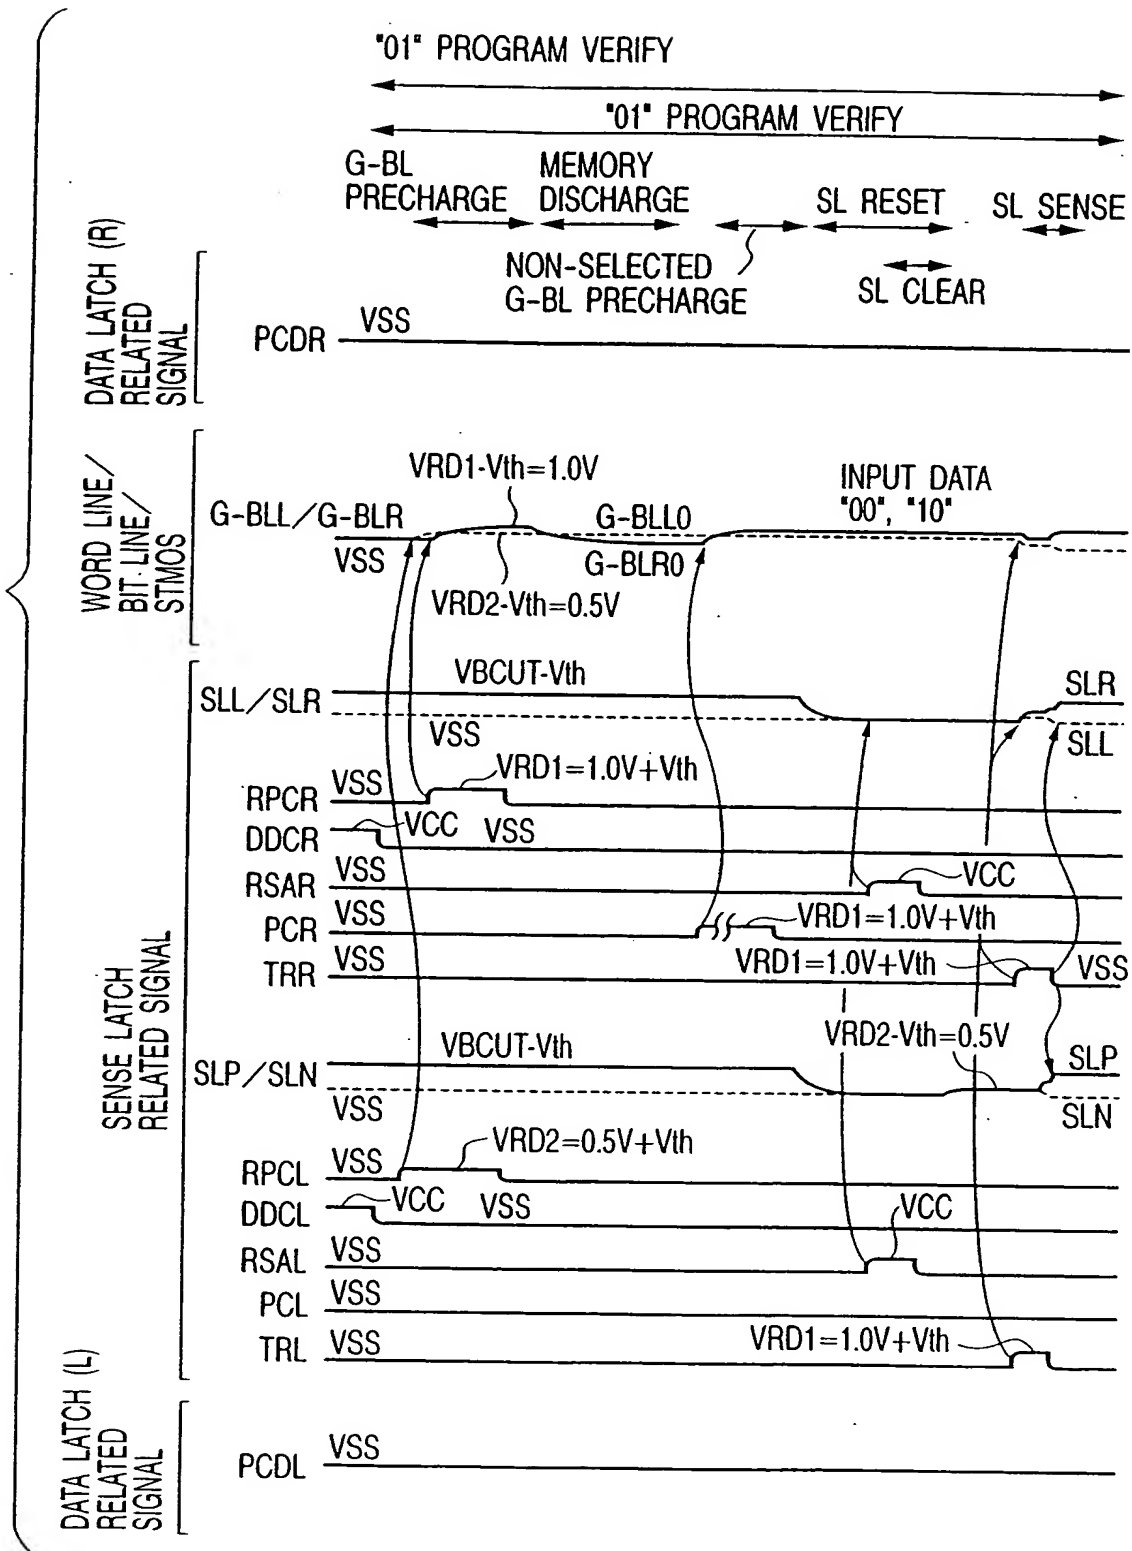 "01" PROGRAM VERIFY
"01" PROGRAM VERIFY
G-BL
PRECHARGE
MEMORY
DISCHARGE
SL RESET
SL SENSE
NON-SELECTED
G-BL PRECHARGE
SL CLEAR
DATA LATCH (R)
RELATED
SIGNAL
PCDR
VSS
WORD LINE/
BIT LINE/
STMOS
VRD1-Vth=1.0V
INPUT DATA
"00", "10"
G-BLL/G-BLR
G-BLL0
VSS
G-BLR0
VRD2-Vth=0.5V
SENSE LATCH
RELATED SIGNAL
VBCUT-Vth
SLR
SLL/SLR
VSS
SLL
RPCR
VSS
VRD1=1.0V+Vth
DDCR
VCC
VSS
RSAR
VSS
VCC
PCR
VSS
VRD1=1.0V+Vth
TRR
VSS
VRD1=1.0V+Vth
VSS
VRD2-Vth=0.5V
VBCUT-Vth
SLP
SLP/SLN
VSS
SLN
RPCL
VSS
VRD2=0.5V+Vth
DDCL
VCC
VSS
VCC
RSAL
VSS
PCL
VSS
TRL
VSS
VRD1=1.0V+Vth
DATA LATCH (L)
RELATED
SIGNAL
PCDL
VSS